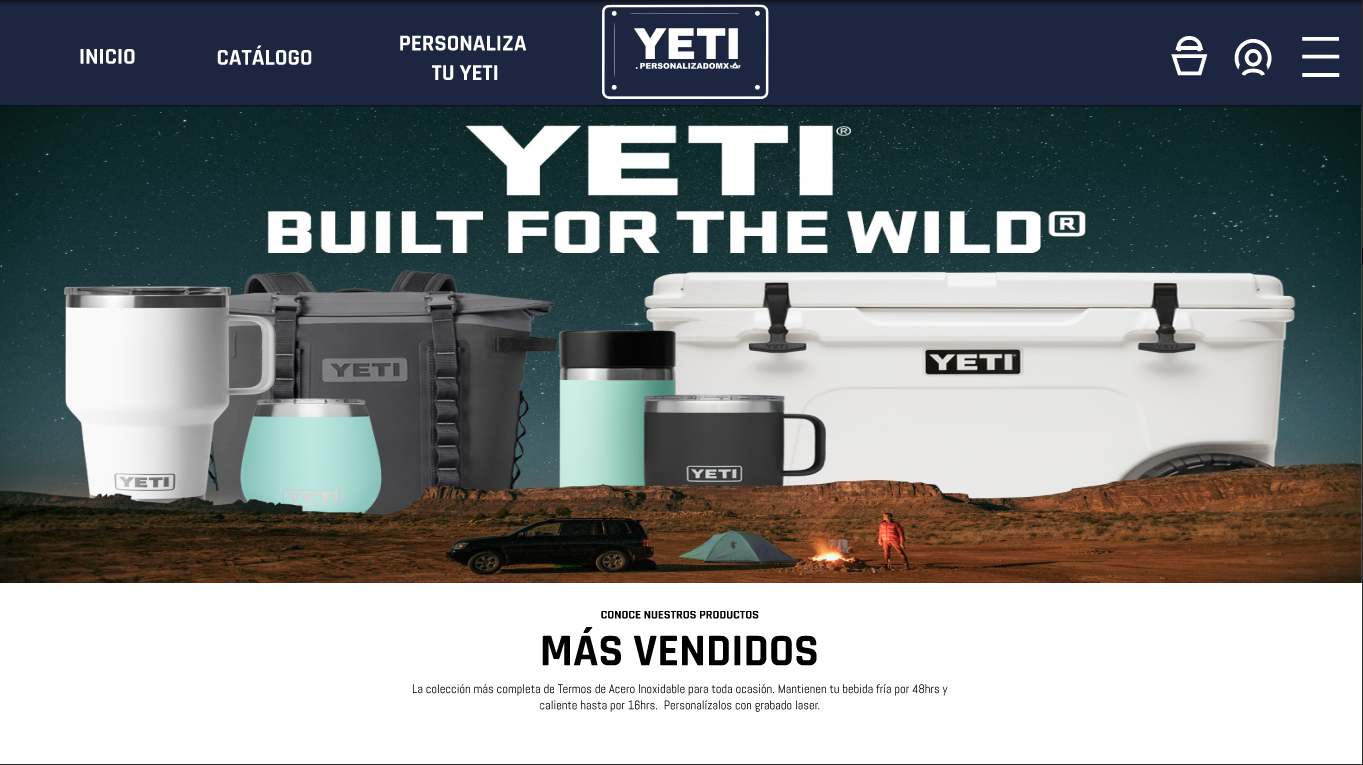 INICIO
CATÁLOGO
PERSONALIZA
TU YETI
YETI
.PERSONALIZADOMX
YETI®
BUILT FOR THE WILD®
YETI
YETI
YETI
YETI
YETI
CONOCE NUESTROS PRODUCTOS
MÁS VENDIDOS
La colección más completa de Termos de Acero Inoxidable para toda ocasión. Mantienen tu bebida fría por 48hrs y
caliente hasta por 16hrs. Personalízalos con grabado laser.